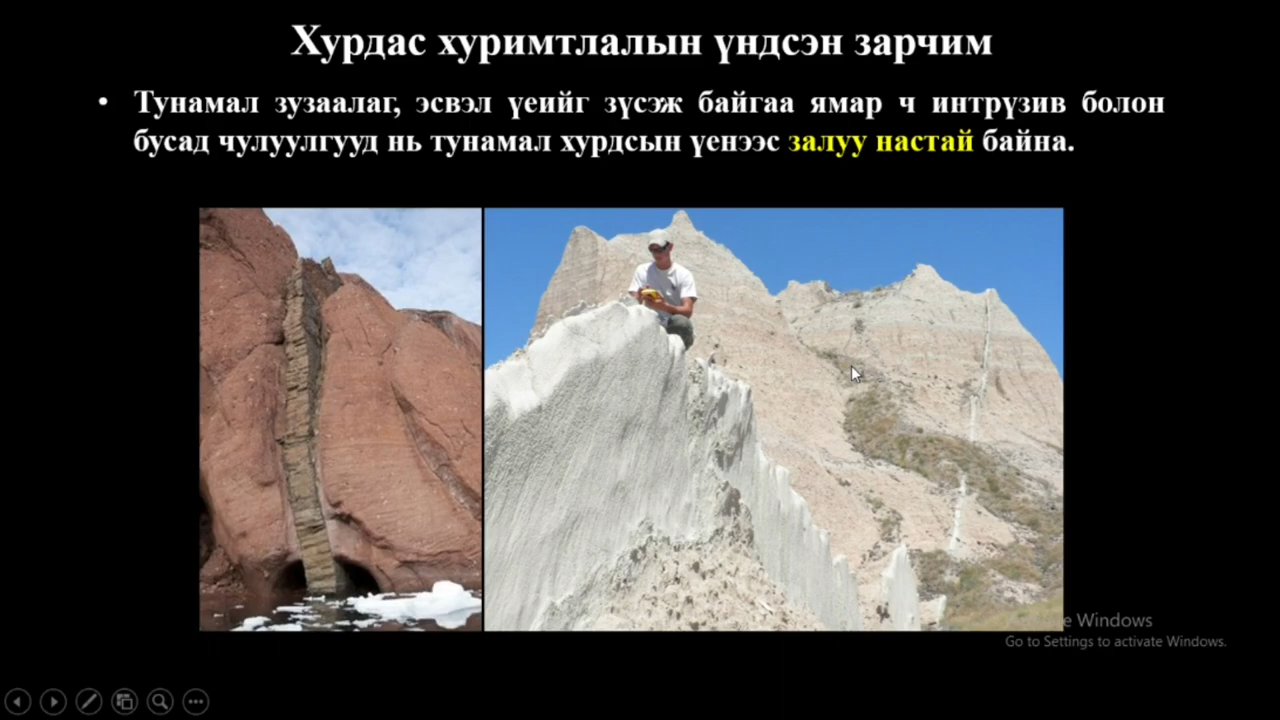 Хурдас хуримтлалын үндсэн зарчим
• Тунамал зузаалаг, эсвэл үеийг зүсэж байгаа ямар ч интрүзив болон
бусад чулуулгууд нь тунамал хурдсын үенээс залуу настай байна.
e Windows
Go to Settings to activate Windows.